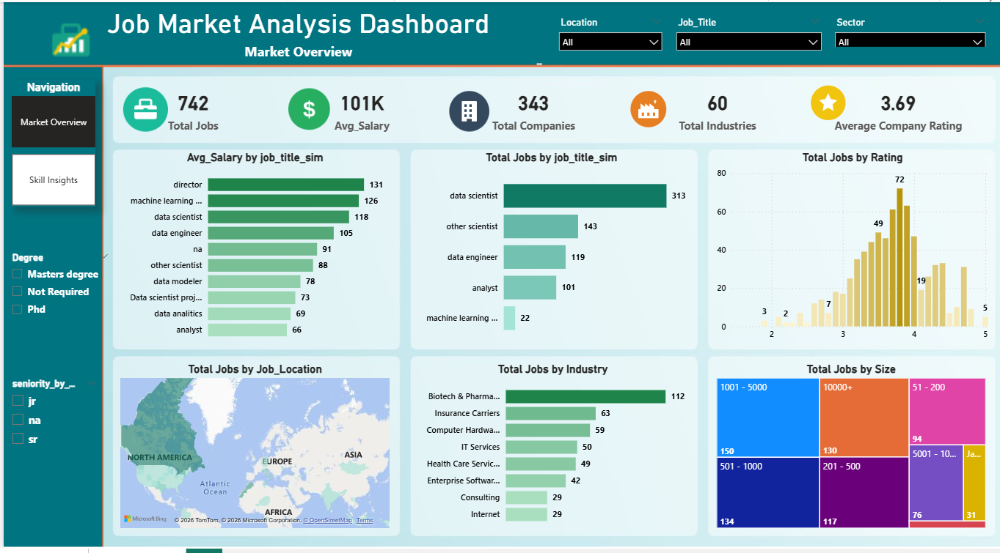 Job Market Analysis Dashboard
Market Overview
Location
All
Job_Title
All
Sector
All
Navigation
Market Overview
Skill Insights
Degree
Masters degree
Not Required
Phd
seniority_by_...
jr
na
sr
742
Total Jobs
$
101K
Avg_Salary
343
Total Companies
60
Total Industries
3.69
Average Company Rating
Avg_Salary by job_title_sim
director 131
machine learning ... 126
data scientist 118
data engineer 105
na 91
other scientist 88
data modeler 78
Data scientist proj... 73
data analitics 69
analyst 66
Total Jobs by job_title_sim
data scientist 313
other scientist 143
data engineer 119
analyst 101
machine learning ... 22
Total Jobs by Rating
80
60
40
20
0
3
2
7
49
72
19
5
2 3 4 5
Total Jobs by Job_Location
NORTH AMERICA
EUROPE
ASIA
Atlantic
Ocean
AFRICA
Microsoft Bing
© 2026 TomTom, © 2026 Microsoft Corporation, © OpenStreetMap Terms
Total Jobs by Industry
Biotech & Pharma... 112
Insurance Carriers 63
Computer Hardwa... 59
IT Services 50
Health Care Servic... 49
Enterprise Softwar... 42
Consulting 29
Internet 29
Total Jobs by Size
1001 - 5000
150
10000+
130
51 - 200
94
501 - 1000
134
201 - 500
117
5001 - 10...
76
Ja...
31